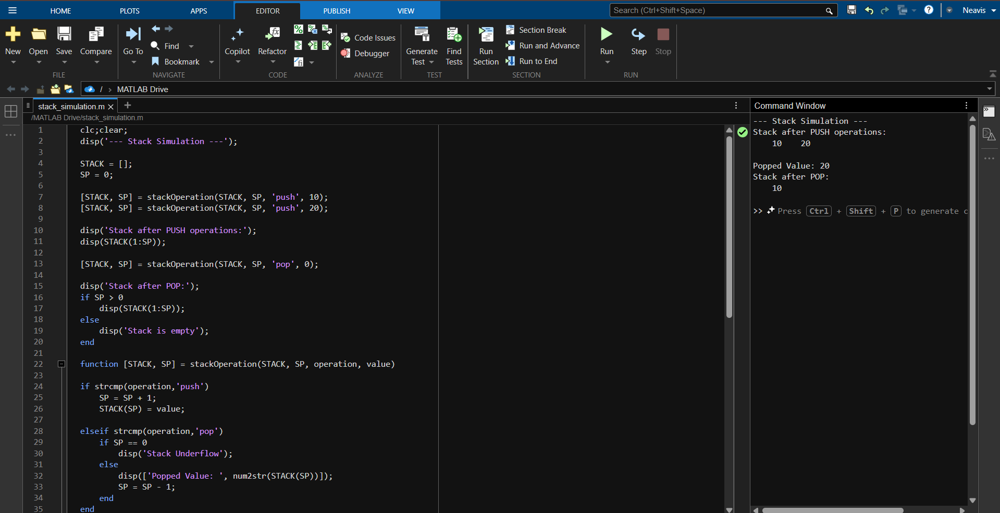 HOME PLOTS APPS EDITOR PUBLISH VIEW Search (Ctrl+Shift+Space) Neavis
New Open Save Compare
FILE
Go To Find Bookmark
NAVIGATE
Copilot Refactor
CODE
Code Issues
Debugger
ANALYZE
Generate Test Find Tests
TEST
Run Section Section Break
Run and Advance
Run to End
SECTION
Run Step Stop
RUN
/ › MATLAB Drive
stack_simulation.m
/MATLAB Drive/stack_simulation.m
1 clc;clear;
2 disp('--- Stack Simulation ---');
3
4 STACK = [];
5 SP = 0;
6
7 [STACK, SP] = stackOperation(STACK, SP, 'push', 10);
8 [STACK, SP] = stackOperation(STACK, SP, 'push', 20);
9
10 disp('Stack after PUSH operations:');
11 disp(STACK(1:SP));
12
13 [STACK, SP] = stackOperation(STACK, SP, 'pop', 0);
14
15 disp('Stack after POP:');
16 if SP > 0
17     disp(STACK(1:SP));
18 else
19     disp('Stack is empty');
20 end
21
22 function [STACK, SP] = stackOperation(STACK, SP, operation, value)
23
24 if strcmp(operation,'push')
25     SP = SP + 1;
26     STACK(SP) = value;
27
28 elseif strcmp(operation,'pop')
29     if SP == 0
30         disp('Stack Underflow');
31     else
32         disp(['Popped Value: ', num2str(STACK(SP))]);
33         SP = SP - 1;
34     end
35 end
Command Window
--- Stack Simulation ---
Stack after PUSH operations:
    10    20
Popped Value: 20
Stack after POP:
    10
>> Press Ctrl + Shift + P to generate c